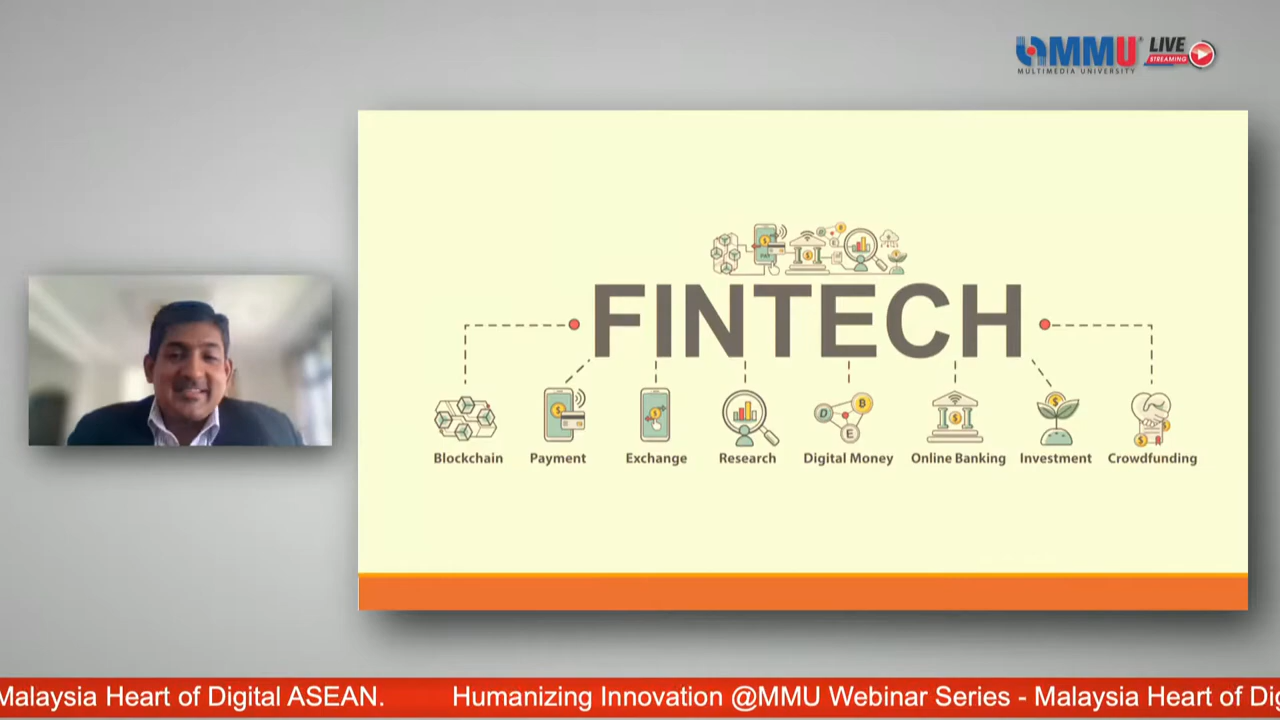 MMU LIVE
STREAMING
MULTIMEDIA UNIVERSITY
FINTECH
Blockchain Payment Exchange Research Digital Money Online Banking Investment Crowdfunding
Malaysia Heart of Digital ASEAN. Humanizing Innovation @MMU Webinar Series - Malaysia Heart of Dig